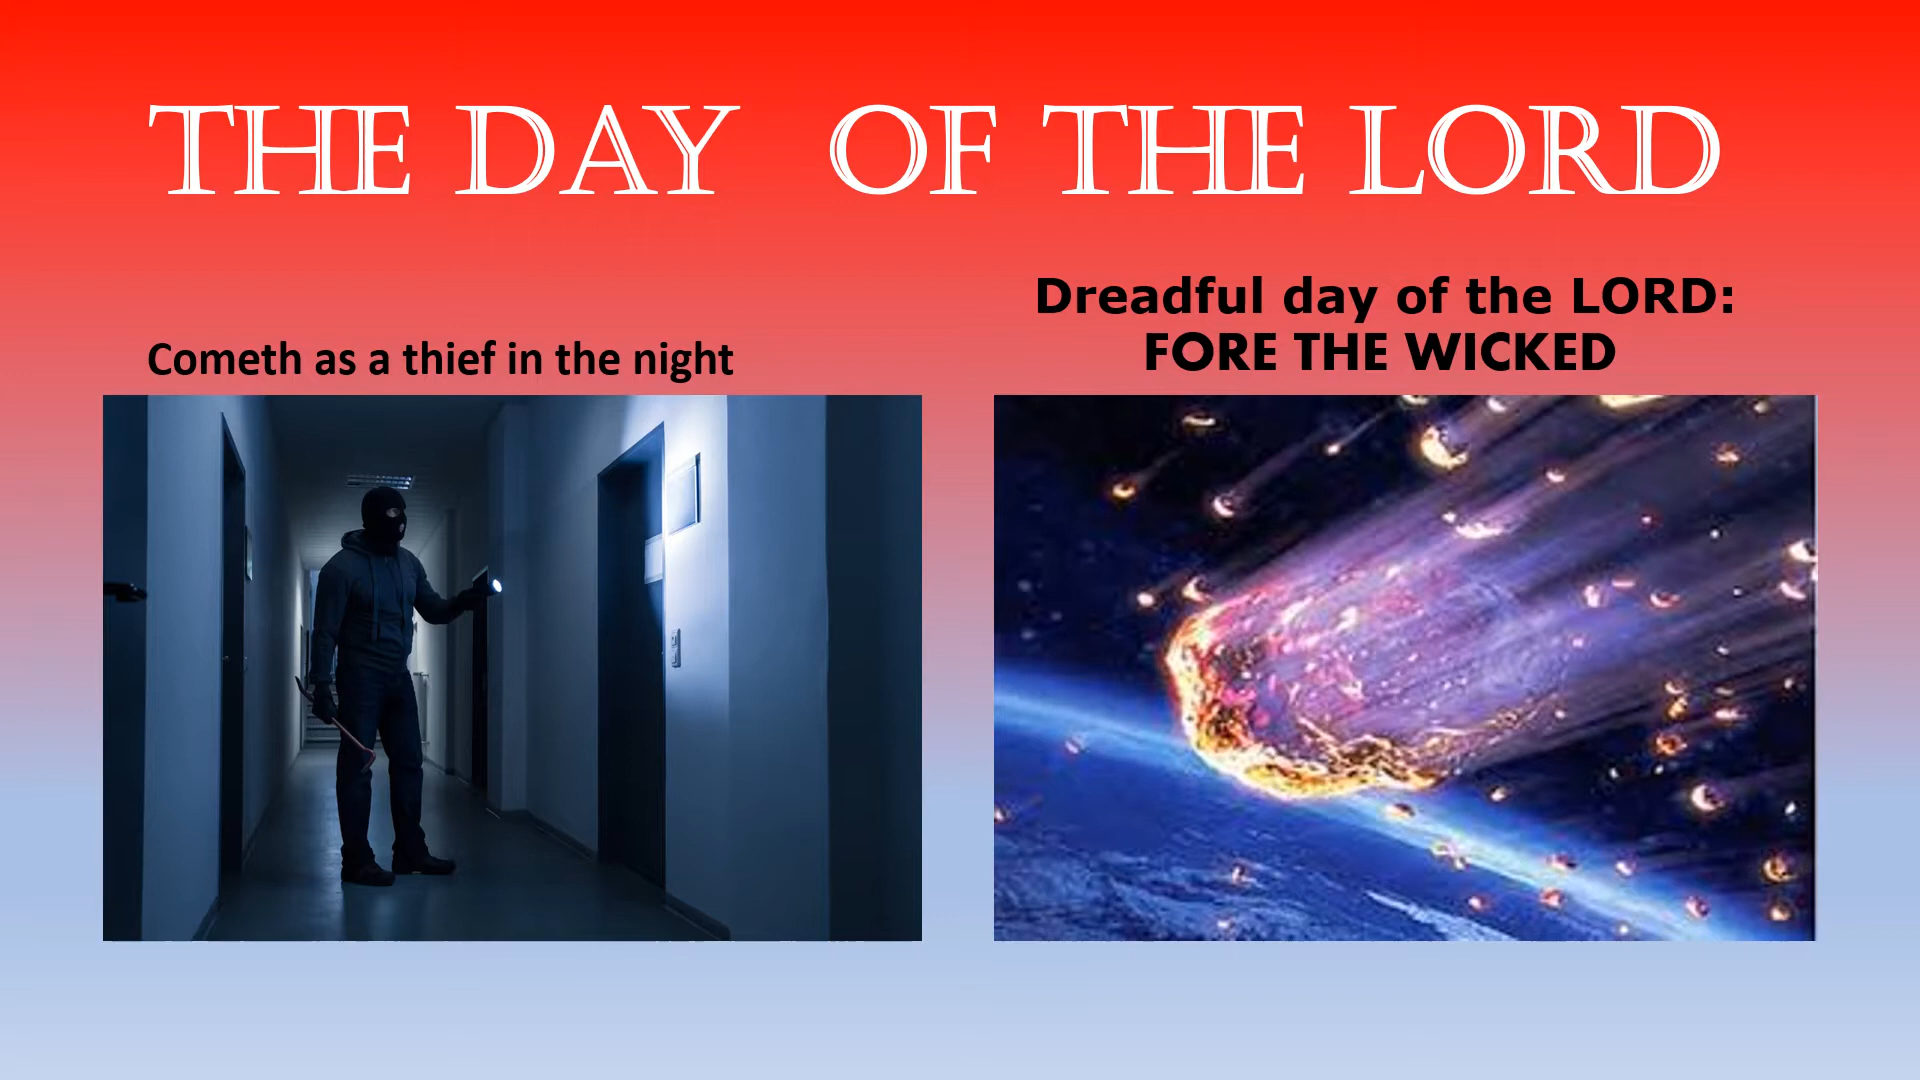 THE DAY OF THE LORD
Cometh as a thief in the night
Dreadful day of the LORD:
FORE THE WICKED